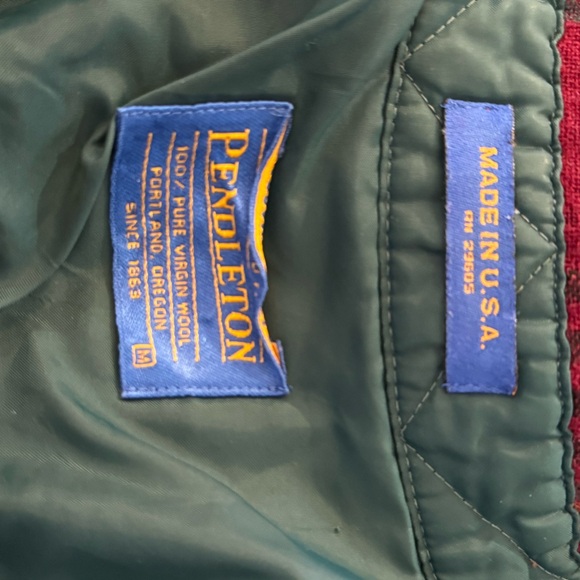 PENDLETON
100% PURE VIRGIN WOOL
PORTLAND, OREGON
SINCE 1863
M
MADE IN U.S.A.
RN 29685